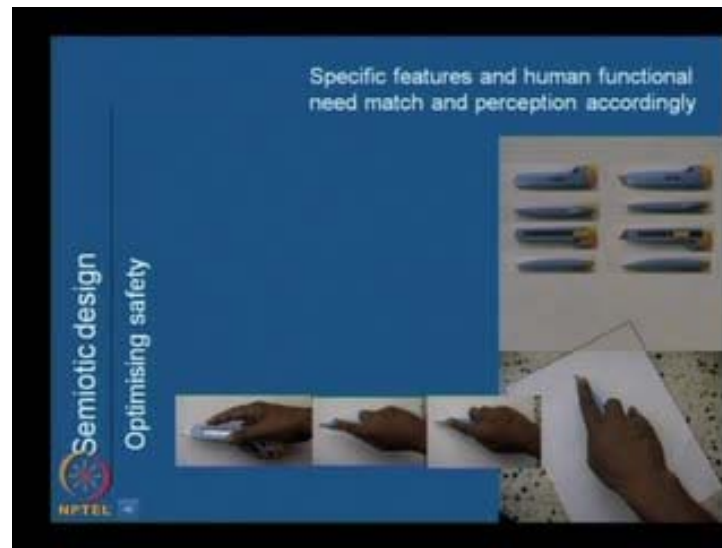 Specific features and human functional
need match and perception accordingly
Semiotic design
Optimising safety
NPTEL